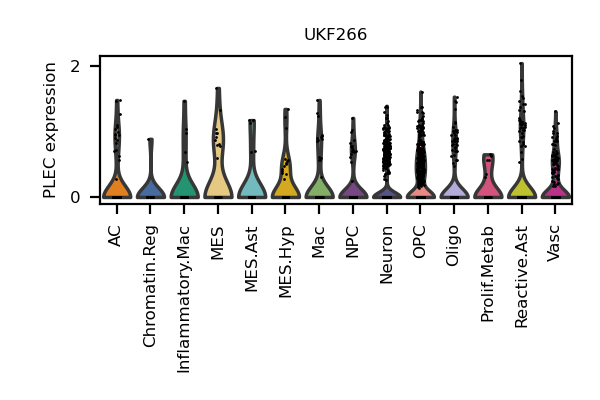 UKF266
PLEC expression
2
0
AC
Chromatin.Reg
Inflammatory.Mac
MES
MES.Ast
MES.Hyp
Mac
NPC
Neuron
OPC
Oligo
Prolif.Metab
Reactive.Ast
Vasc